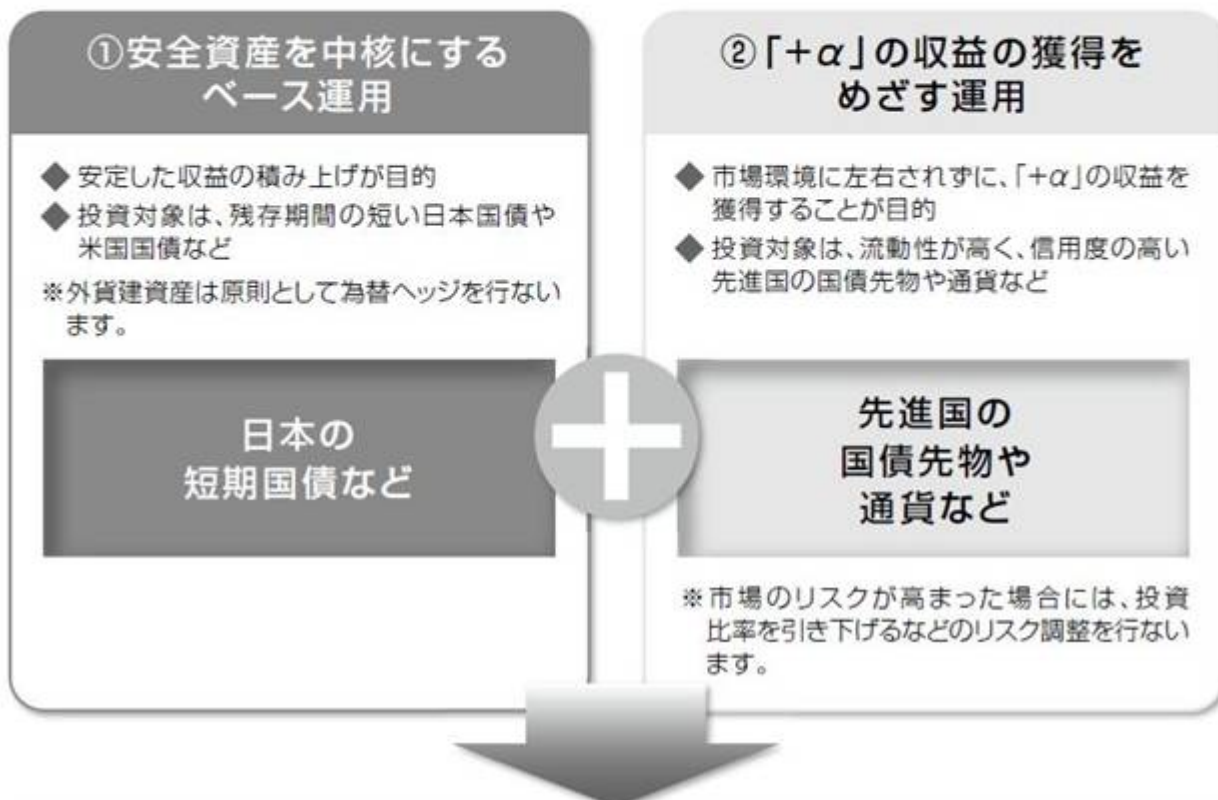 ①安全資産を中核にする
ベース運用
◆ 安定した収益の積み上げが目的
◆ 投資対象は、残存期間の短い日本国債や
米国国債など
※外貨建資産は原則として為替ヘッジを行ない
ます。
日本の
短期国債など
②「+α」の収益の獲得を
めざす運用
◆ 市場環境に左右されずに、「+α」の収益を
獲得することが目的
◆ 投資対象は、流動性が高く、信用度の高い
先進国の国債先物や通貨など
先進国の
国債先物や
通貨など
※市場のリスクが高まった場合には、投資
比率を引き下げるなどのリスク調整を行ない
ます。